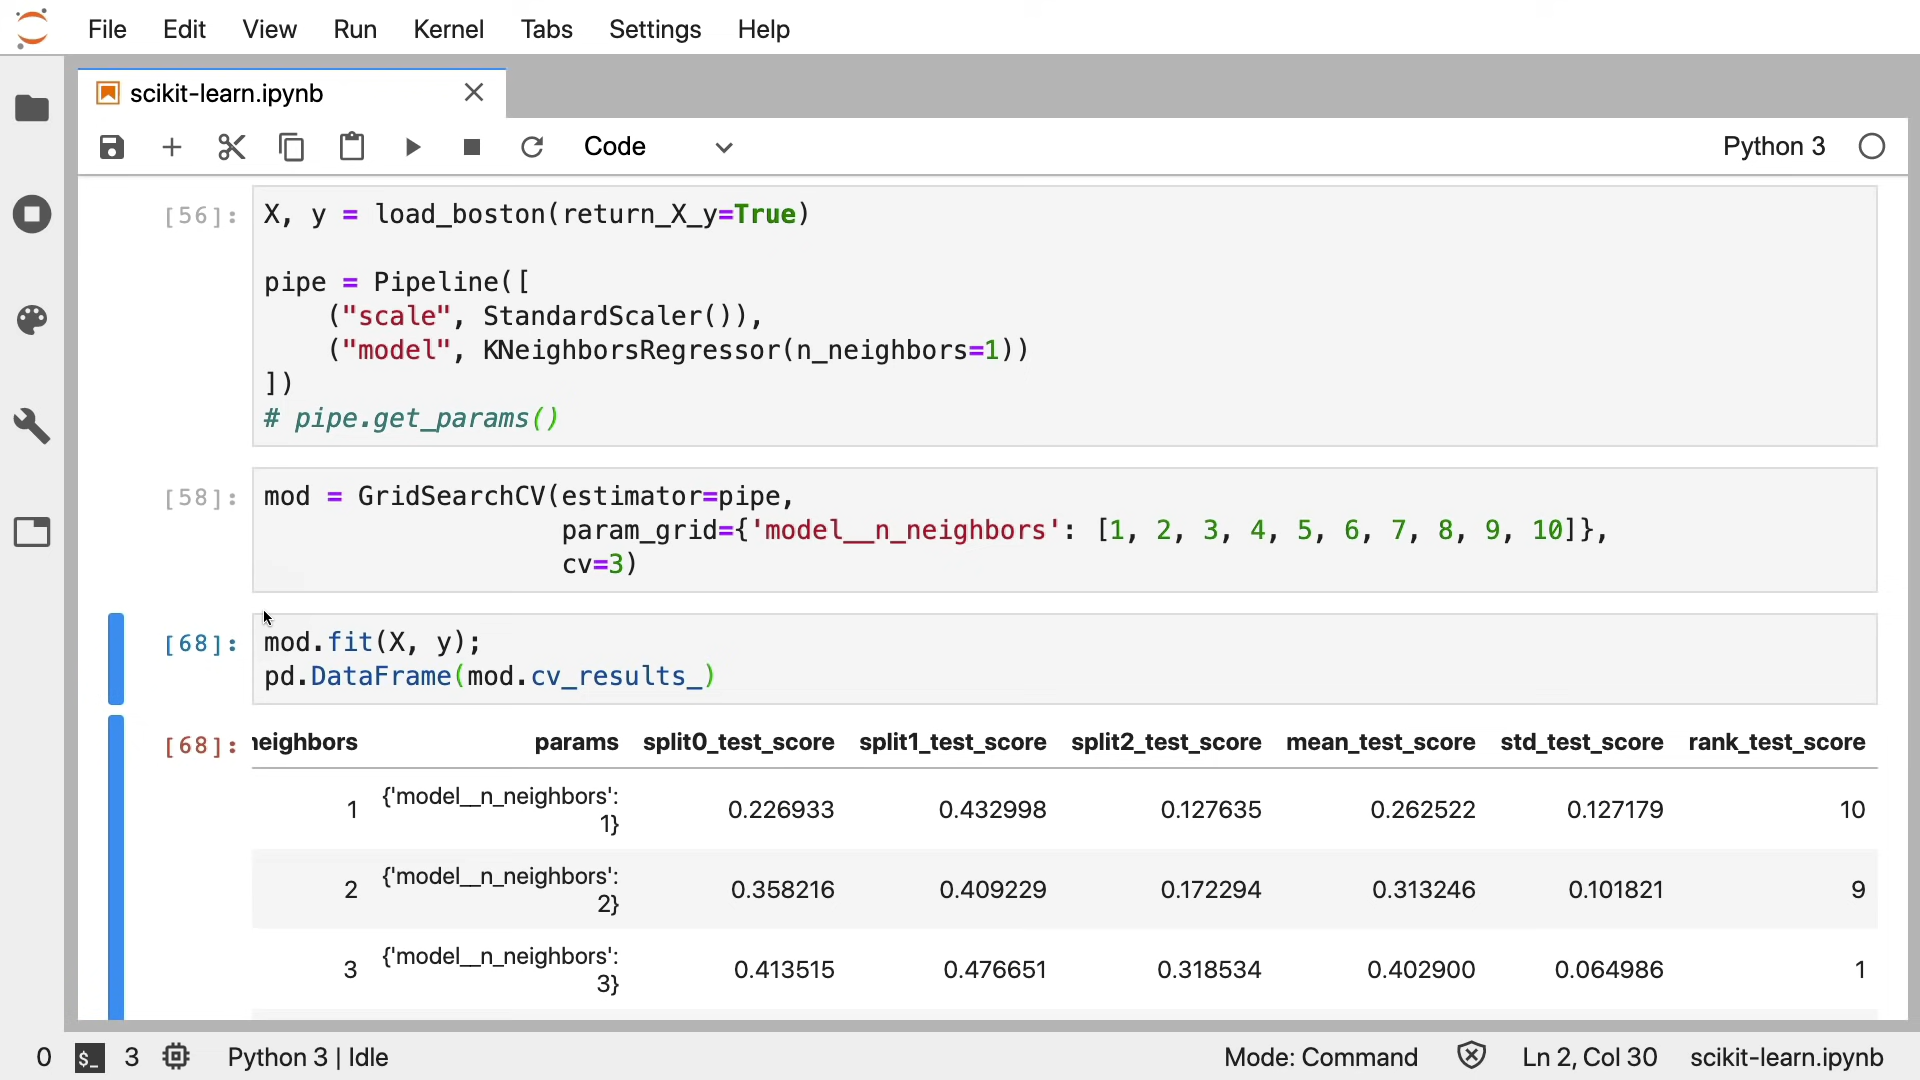 File Edit View Run Kernel Tabs Settings Help
scikit-learn.ipynb
Code Python 3
[56]: X, y = load_boston(return_X_y=True)
pipe = Pipeline([
("scale", StandardScaler()),
("model", KNeighborsRegressor(n_neighbors=1))
])
# pipe.get_params()
[58]: mod = GridSearchCV(estimator=pipe,
param_grid={'model__n_neighbors': [1, 2, 3, 4, 5, 6, 7, 8, 9, 10]},
cv=3)
[68]: mod.fit(X, y);
pd.DataFrame(mod.cv_results_)
[68]: neighbors params split0_test_score split1_test_score split2_test_score mean_test_score std_test_score rank_test_score
1 {'model__n_neighbors': 0.226933 0.432998 0.127635 0.262522 0.127179 10
1}
2 {'model__n_neighbors': 0.358216 0.409229 0.172294 0.313246 0.101821 9
2}
3 {'model__n_neighbors': 0.413515 0.476651 0.318534 0.402900 0.064986 1
3}
0 $_ 3 Python 3 | Idle Mode: Command Ln 2, Col 30 scikit-learn.ipynb